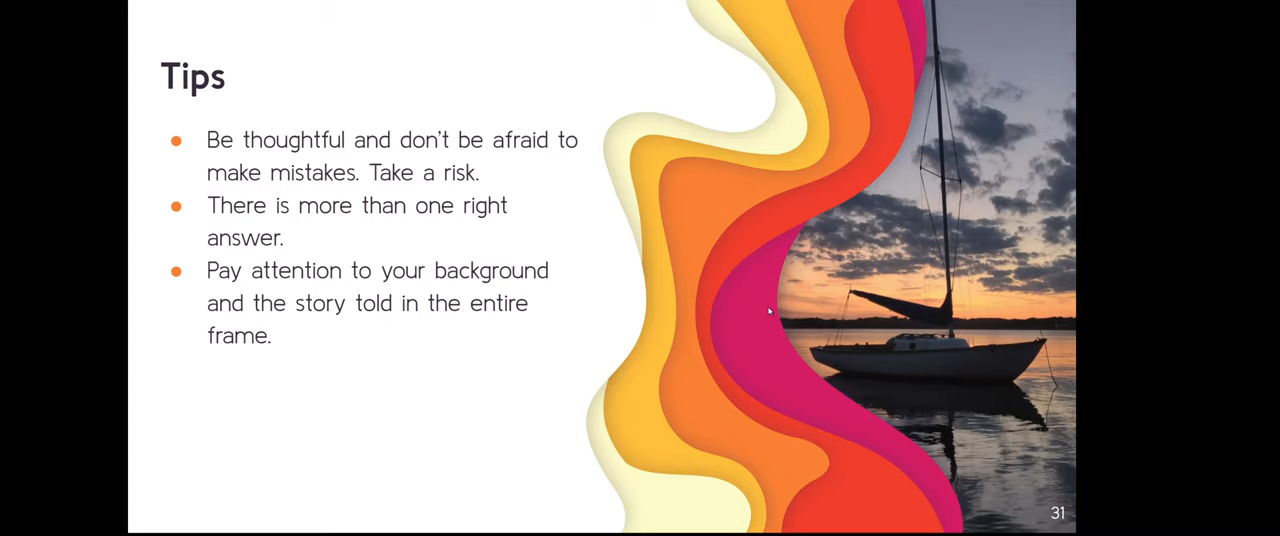 Tips
● Be thoughtful and don't be afraid to
make mistakes. Take a risk.
● There is more than one right
answer.
● Pay attention to your background
and the story told in the entire
frame.
31